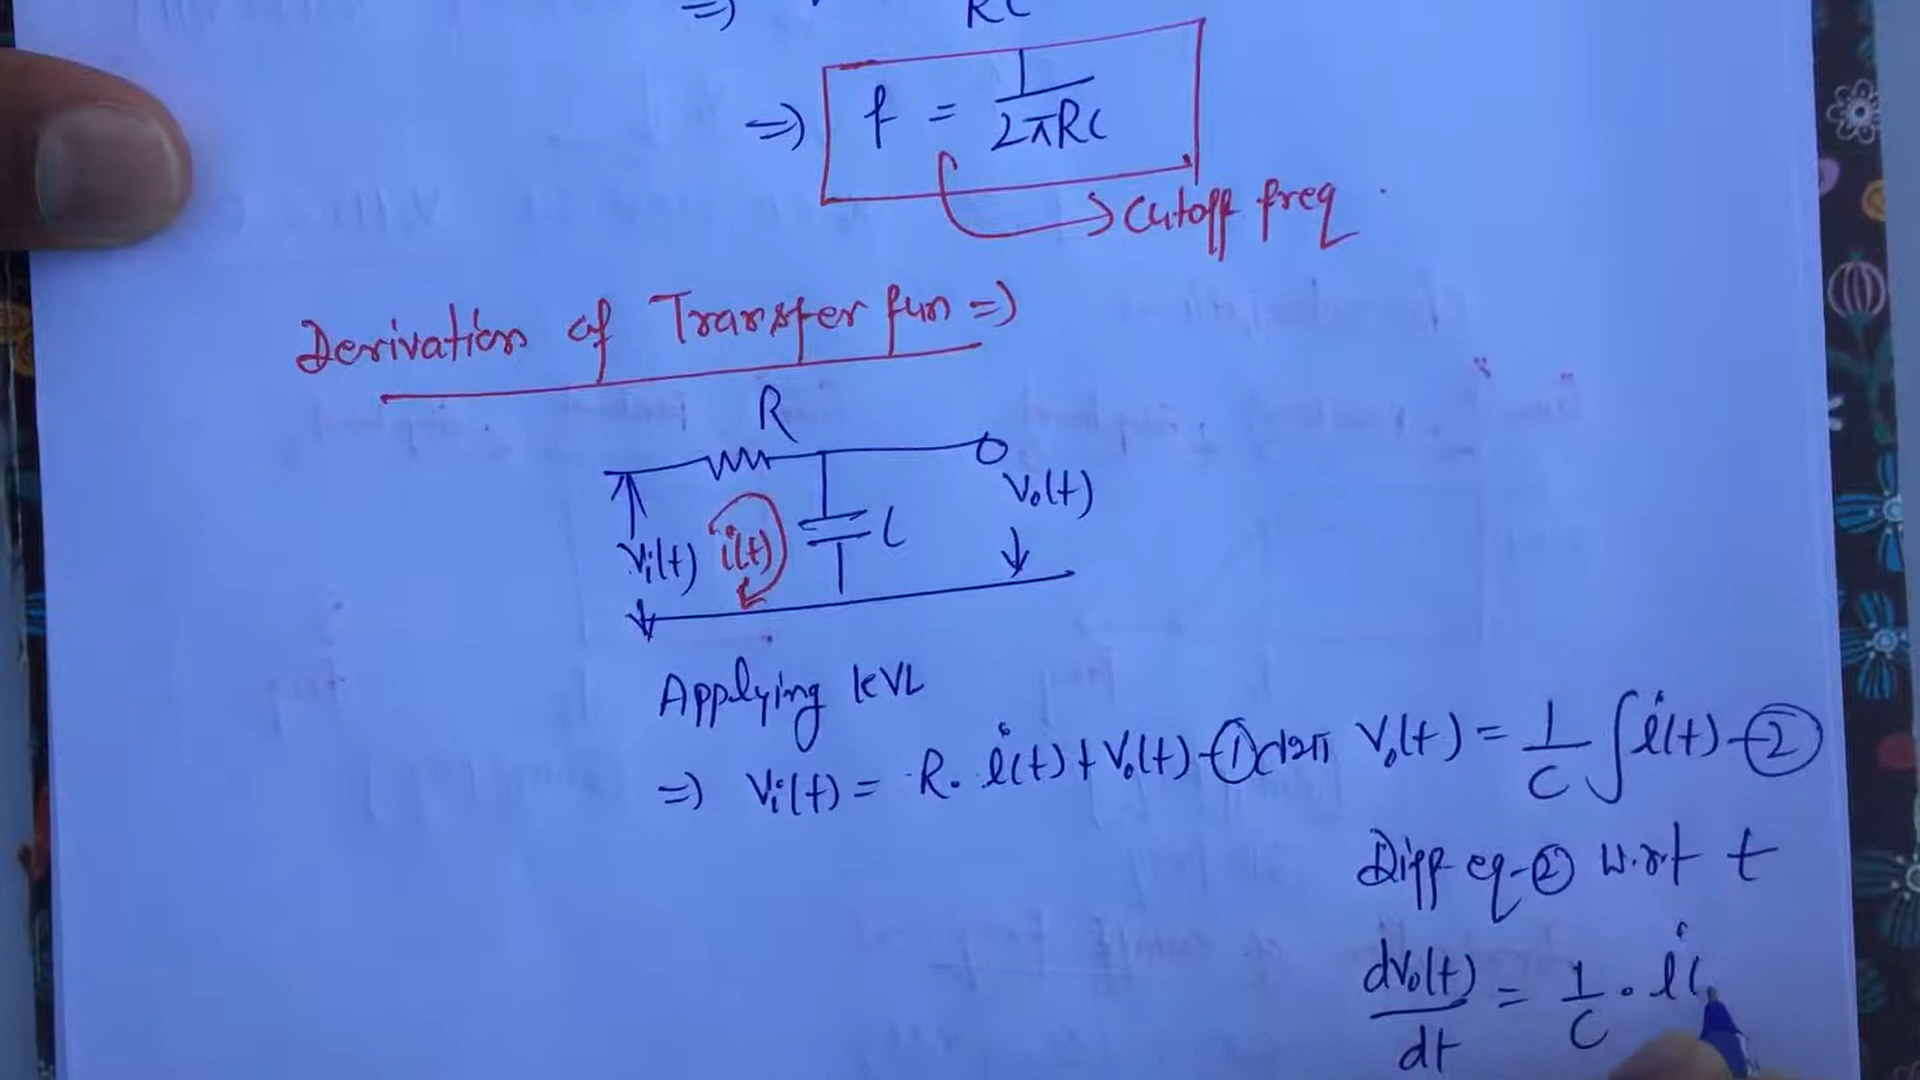 =) RC
=) f = 1/2πRC
→ Cutoff freq.
Derivation of Transfer fun =)
R
Vi(t) i(t) C Vo(t)
Applying KVL
=) Vi(t) = R. i(t) + Vo(t) - ① Vo(t) = 1/C ∫i(t) - ②
Diff eq-② w.r.t t
dVo(t)/dt = 1/C . i(